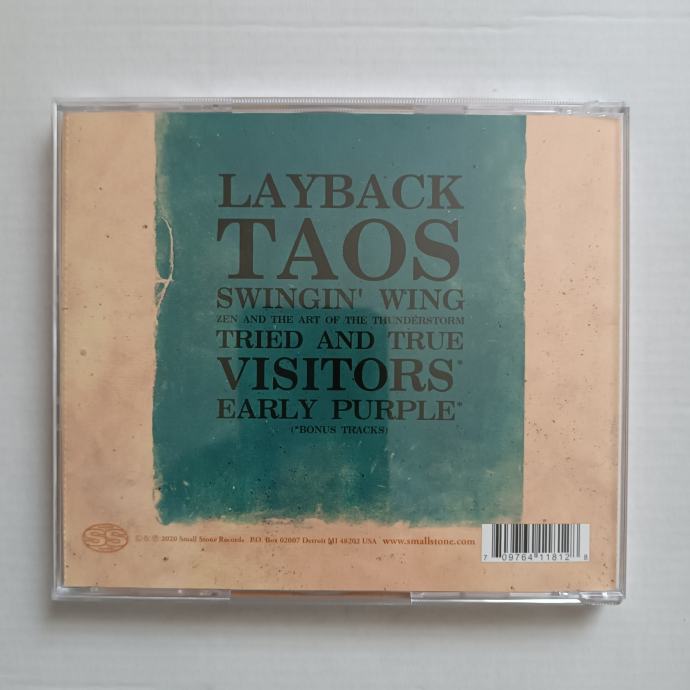 LAYBACK
TAOS
SWINGIN' WING
ZEN AND THE ART OF THE THUNDERSTORM
TRIED AND TRUE
VISITORS*
EARLY PURPLE*
(*BONUS TRACKS)
SS
©&℗ 2020 Small Stone Records P.O. Box 02007 Detroit MI 48202 USA www.smallstone.com
7 09764 11812 8